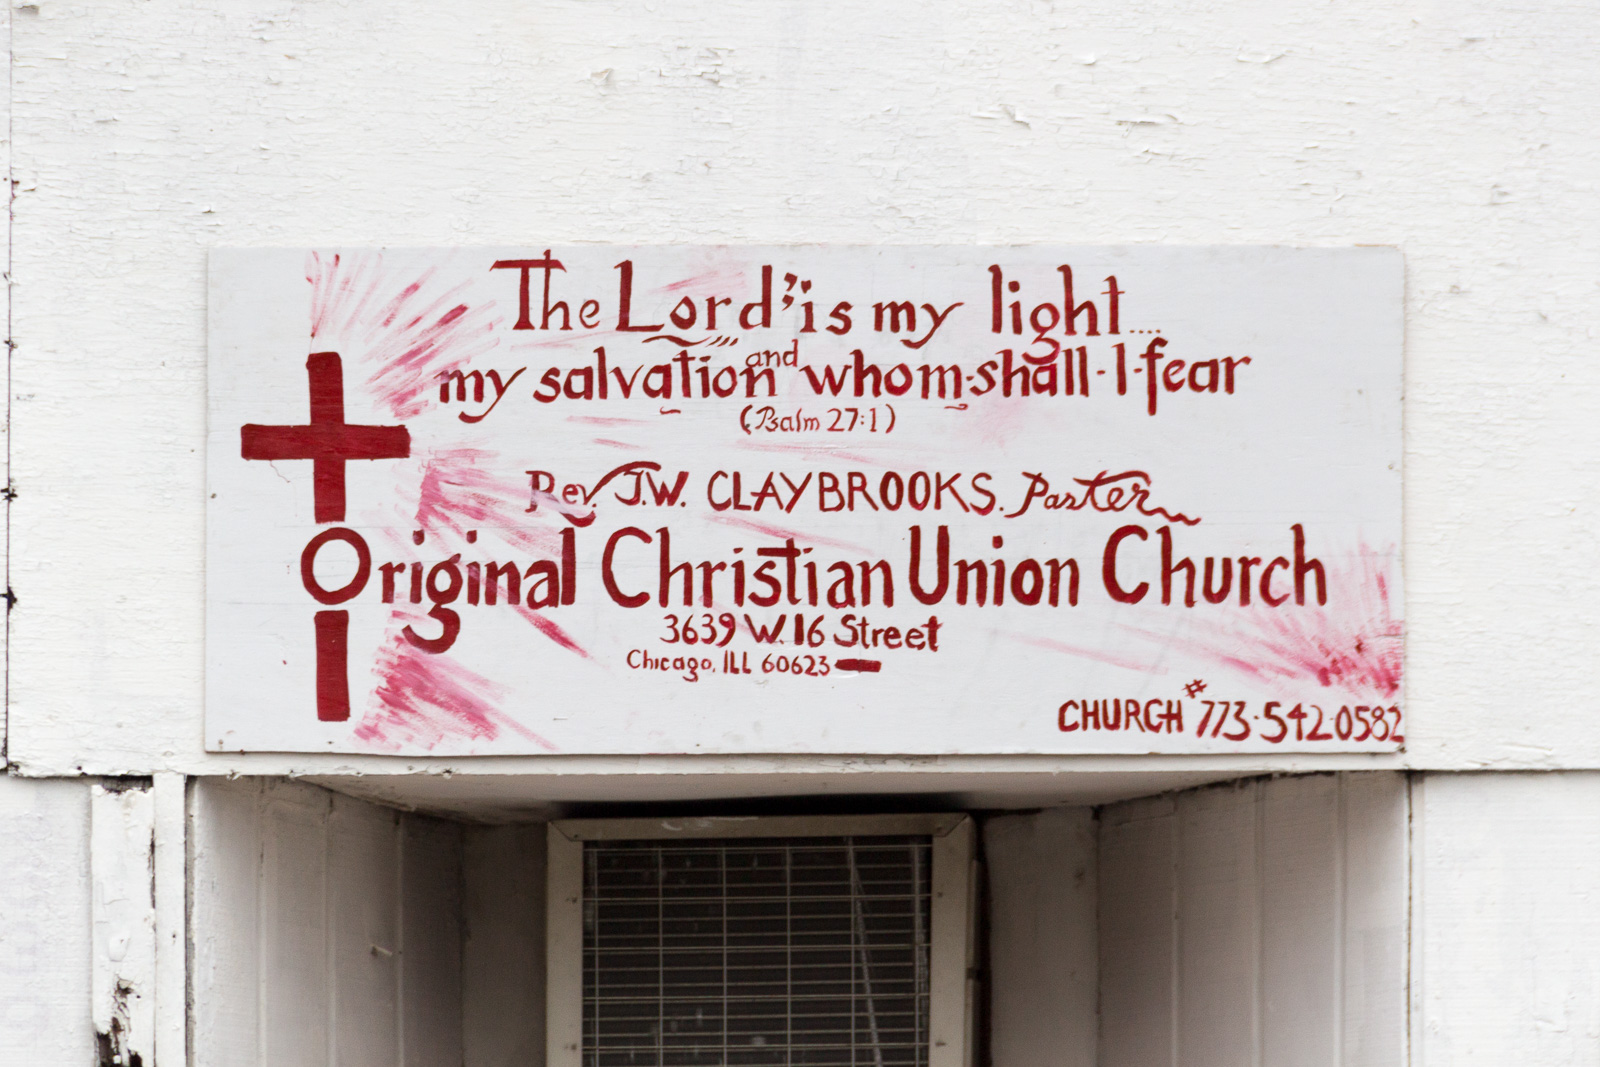 The Lord'is my light....
my salvation and whom-shall-I-fear
(Psalm 27:1)
Rev. J.W. CLAYBROOKS. Paster
Original Christian Union Church
3639 W. 16 Street
Chicago, ILL 60623
CHURCH # 773-542-0582